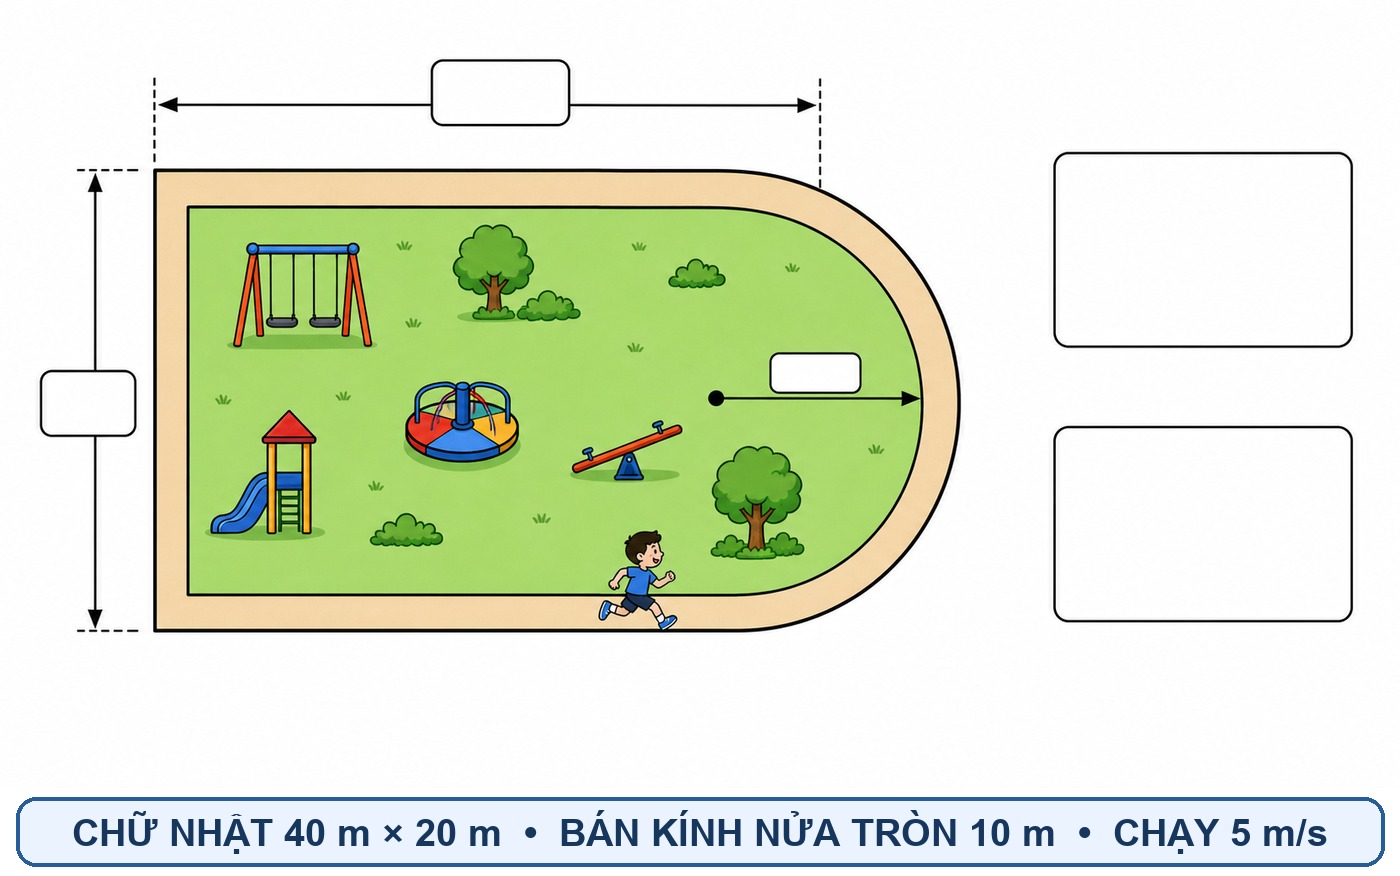 CHỮ NHẬT 40 m × 20 m • BÁN KÍNH NỬA TRÒN 10 m • CHẠY 5 m/s